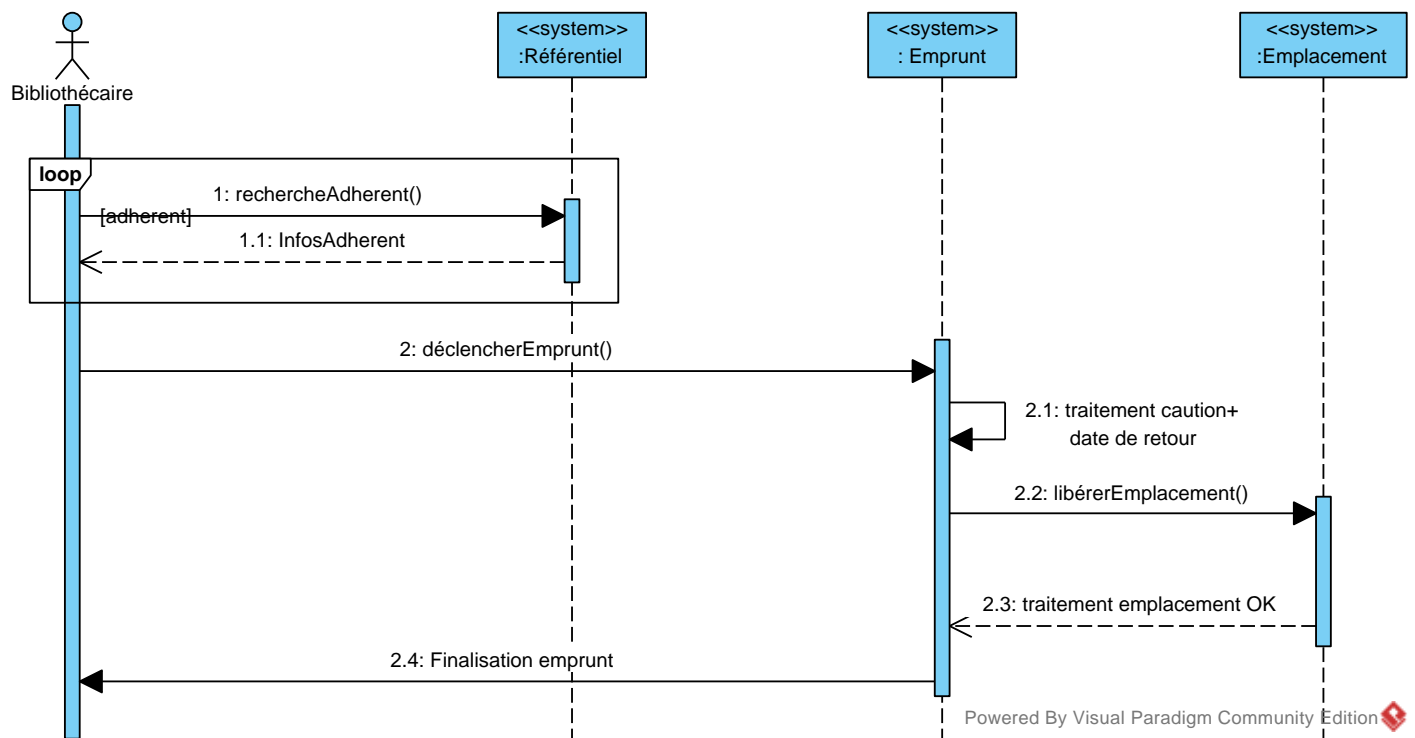 <<system>>
:Référentiel
<<system>>
: Emprunt
<<system>>
:Emplacement
Bibliothécaire
loop
1: rechercheAdherent()
[adherent]
1.1: InfosAdherent
2: déclencherEmprunt()
2.1: traitement caution+
date de retour
2.2: libérerEmplacement()
2.3: traitement emplacement OK
2.4: Finalisation emprunt
Powered By Visual Paradigm Community Edition